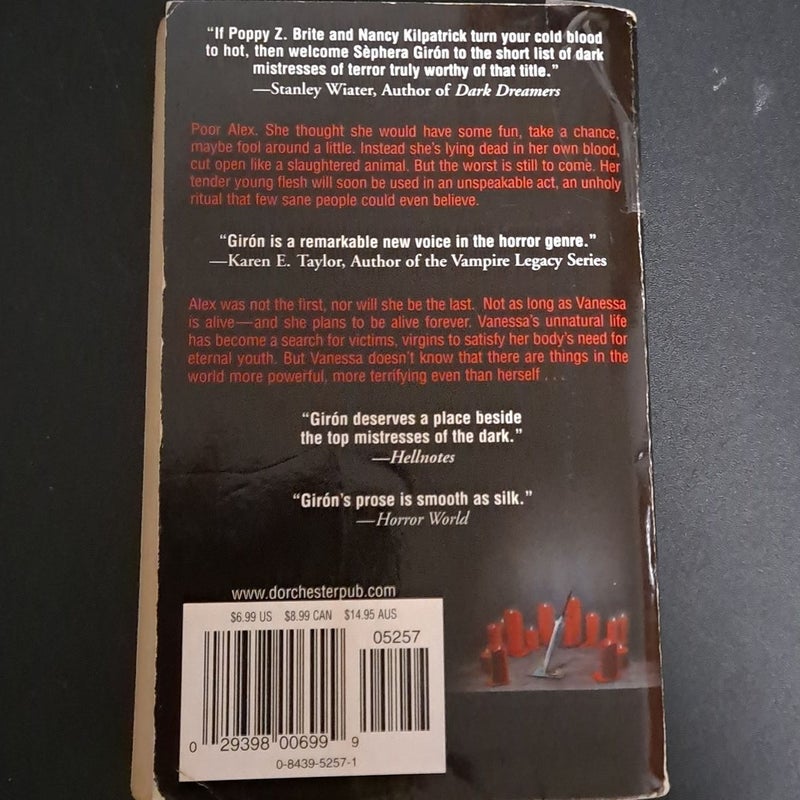 “If Poppy Z. Brite and Nancy Kilpatrick turn your cold blood
to hot, then welcome Sèphera Girón to the short list of dark
mistresses of terror truly worthy of that title.”
—Stanley Wiater, Author of Dark Dreamers
Poor Alex. She thought she would have some fun, take a chance,
maybe fool around a little. Instead she’s lying dead in her own blood,
cut open like a slaughtered animal. But the worst is still to come. Her
tender young flesh will soon be used in an unspeakable act, an unholy
ritual that few sane people could even believe.
“Girón is a remarkable new voice in the horror genre.”
—Karen E. Taylor, Author of the Vampire Legacy Series
Alex was not the first, nor will she be the last. Not as long as Vanessa
is alive—and she plans to be alive forever. Vanessa’s unnatural life
has become a search for victims, virgins to satisfy her body’s need for
eternal youth. But Vanessa doesn’t know that there are things in the
world more powerful, more terrifying even than herself . . .
“Girón deserves a place beside
the top mistresses of the dark.”
—Hellnotes
“Girón’s prose is smooth as silk.”
—Horror World
www.dorchesterpub.com
$6.99 US $8.99 CAN $14.95 AUS
05257
0 29398 00699 9
0-8439-5257-1